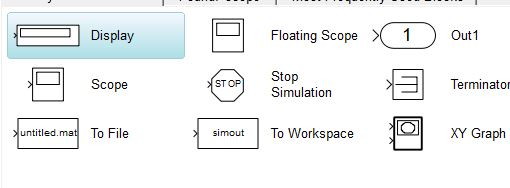 Display
Floating Scope
1
Out1
Scope
STOP
Stop
Simulation
Terminator
untitled.mat
To File
simout
To Workspace
XY Graph